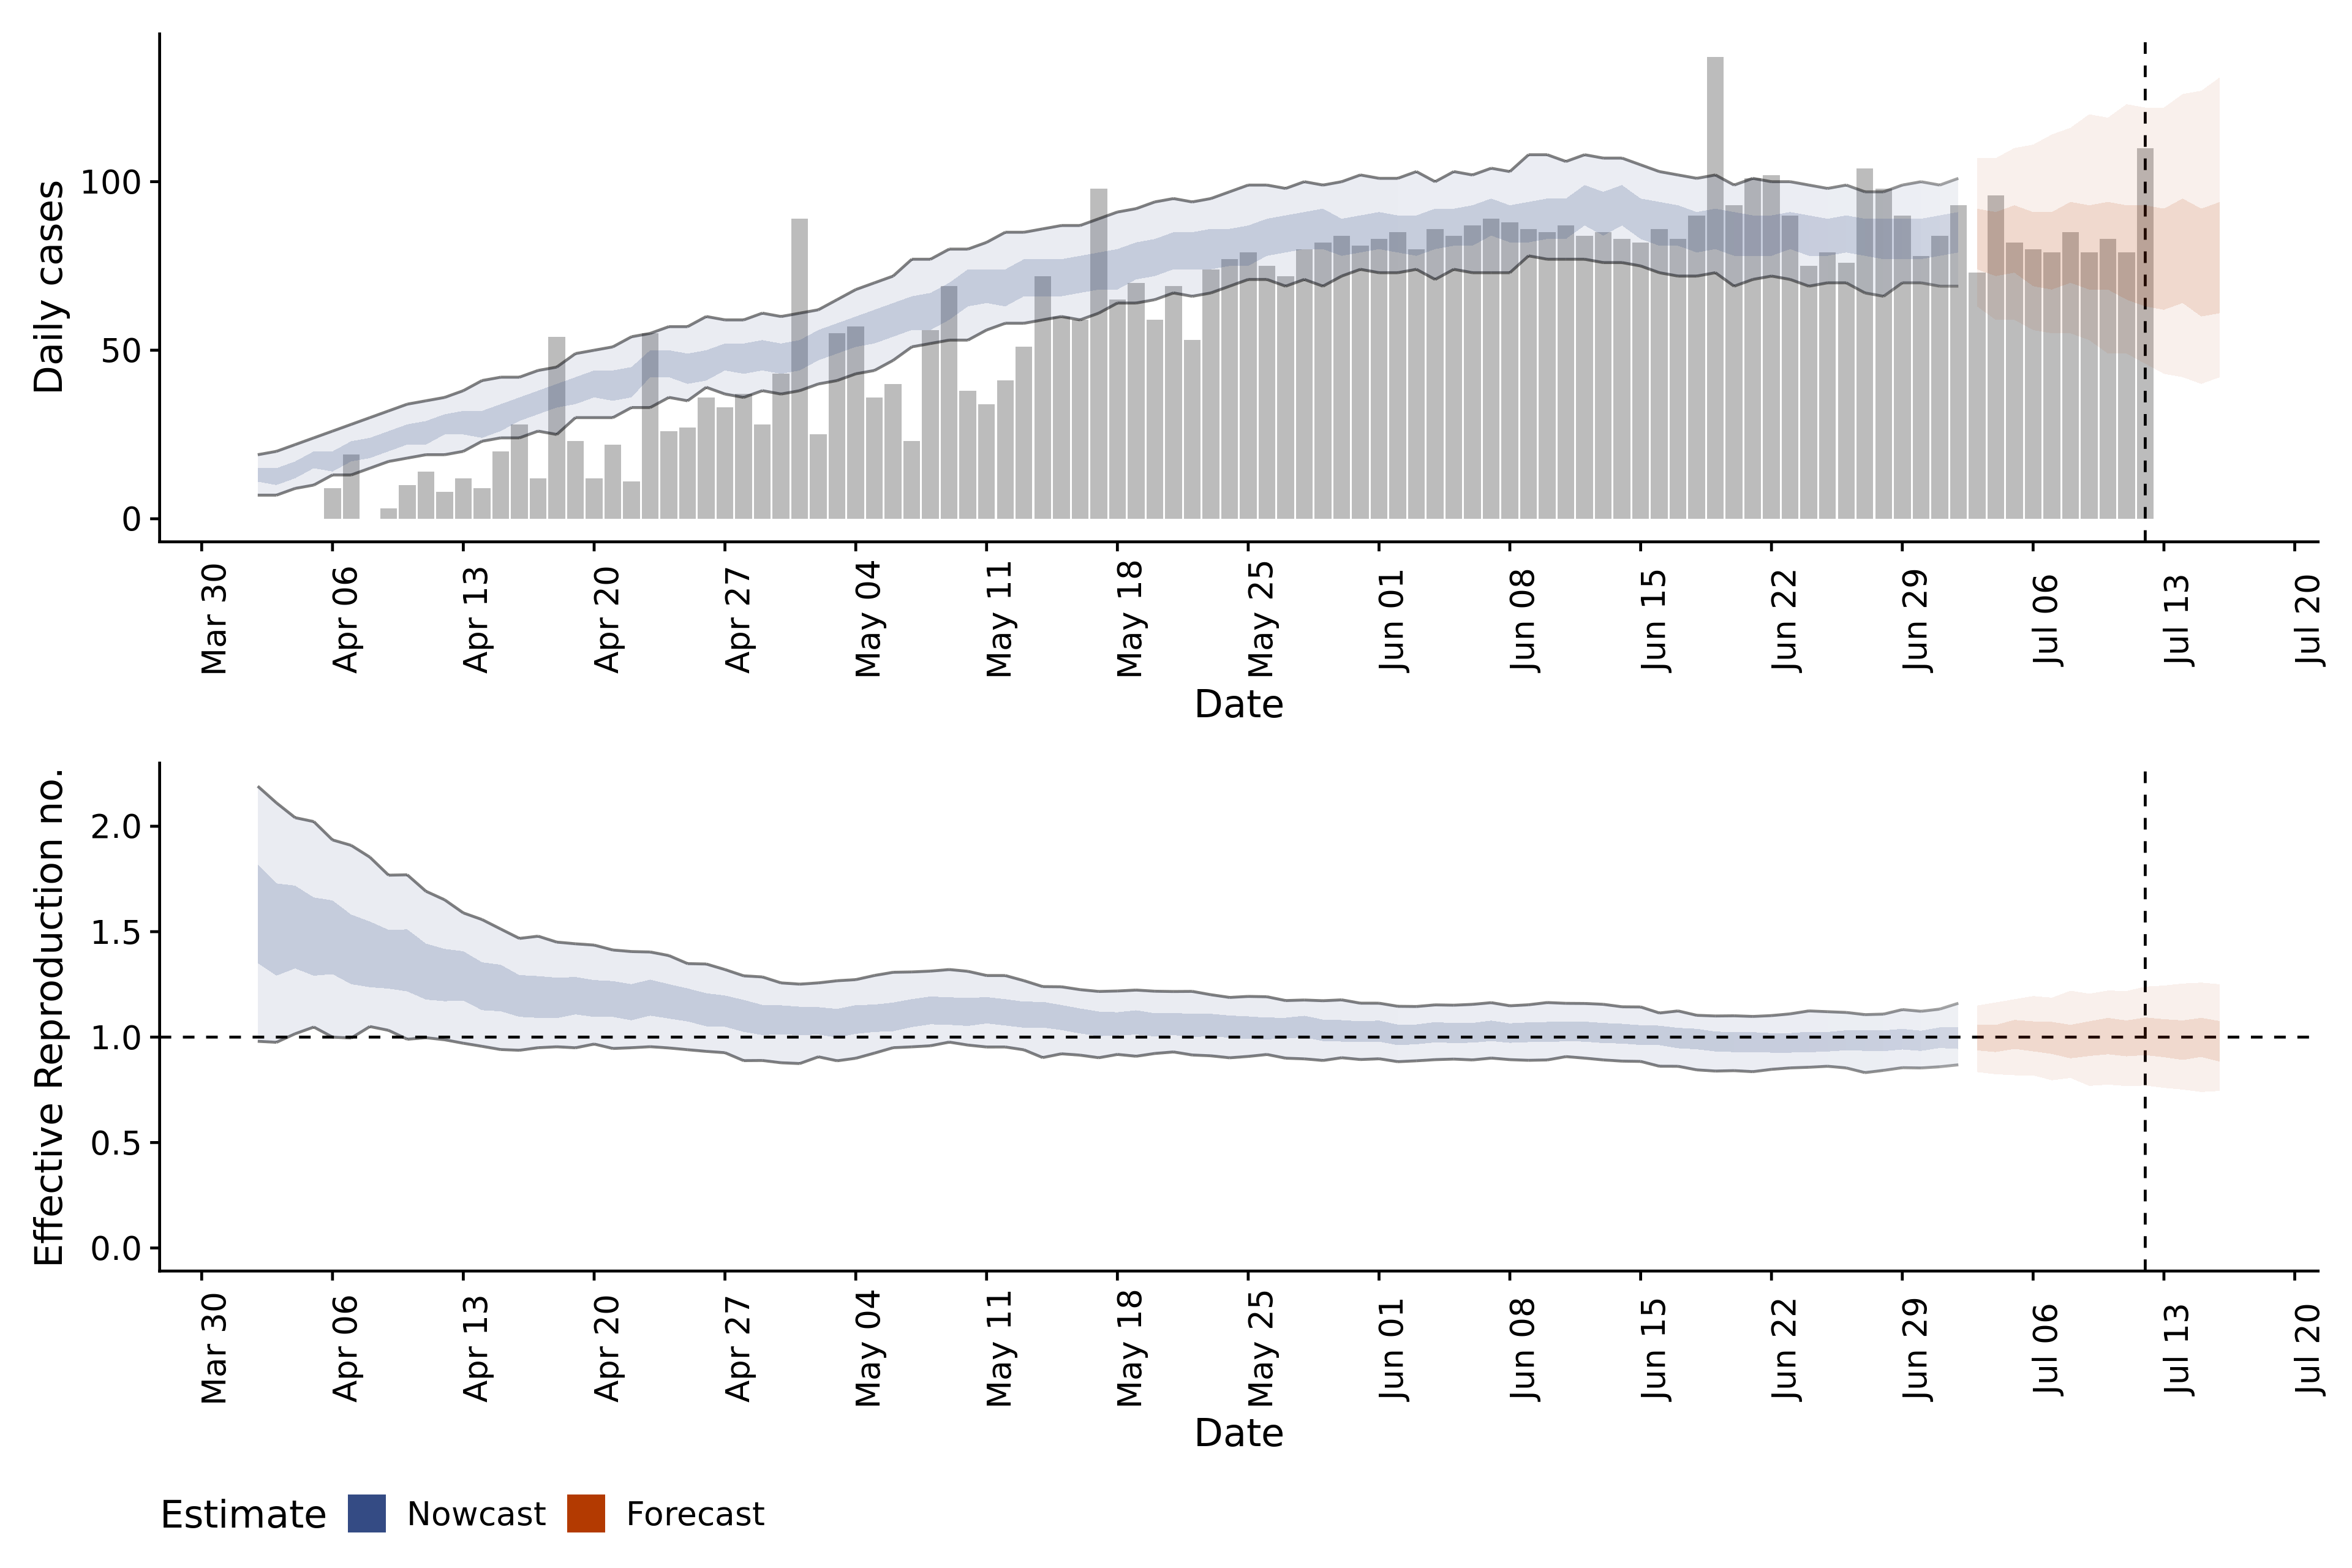 Daily cases
100
50
0
Mar 30
Apr 06
Apr 13
Apr 20
Apr 27
May 04
May 11
May 18
May 25
Jun 01
Jun 08
Jun 15
Jun 22
Jun 29
Jul 06
Jul 13
Jul 20
Date
Effective Reproduction no.
2.0
1.5
1.0
0.5
0.0
Mar 30
Apr 06
Apr 13
Apr 20
Apr 27
May 04
May 11
May 18
May 25
Jun 01
Jun 08
Jun 15
Jun 22
Jun 29
Jul 06
Jul 13
Jul 20
Date
Estimate Nowcast Forecast